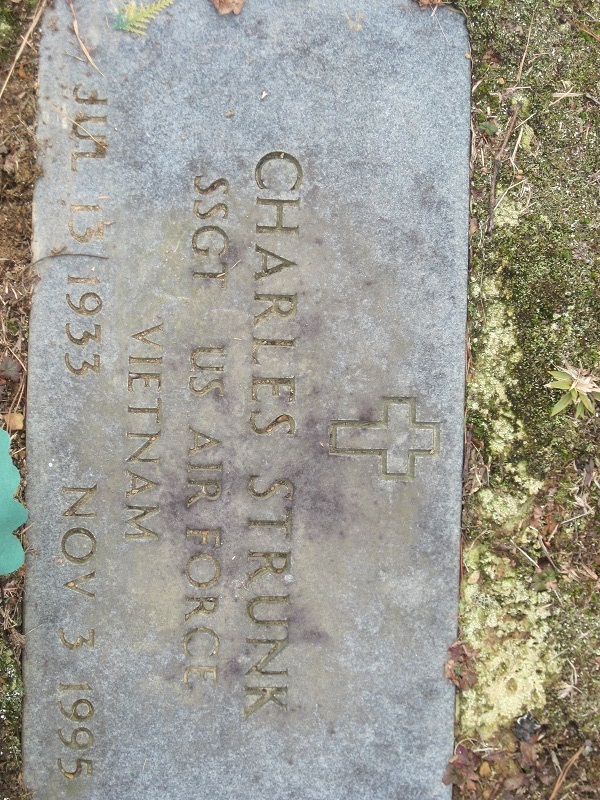 CHARLES STRUNK
SSGT US AIR FORCE
VIETNAM
JUL 13 1933 NOV 3 1995